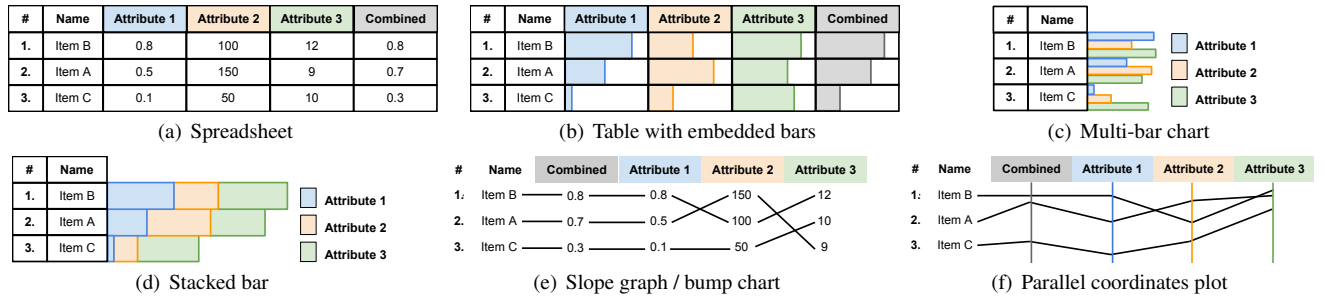 # Name Attribute 1 Attribute 2 Attribute 3 Combined
1. Item B 0.8 100 12 0.8
2. Item A 0.5 150 9 0.7
3. Item C 0.1 50 10 0.3
(a) Spreadsheet
# Name Attribute 1 Attribute 2 Attribute 3 Combined
1. Item B
2. Item A
3. Item C
(b) Table with embedded bars
# Name
1. Item B
2. Item A
3. Item C
Attribute 1
Attribute 2
Attribute 3
(c) Multi-bar chart
# Name
1. Item B
2. Item A
3. Item C
Attribute 1
Attribute 2
Attribute 3
(d) Stacked bar
# Name Combined Attribute 1 Attribute 2 Attribute 3
1. Item B 0.8 0.8 150 12
2. Item A 0.7 0.5 100 10
3. Item C 0.3 0.1 50 9
(e) Slope graph / bump chart
# Name Combined Attribute 1 Attribute 2 Attribute 3
1. Item B
2. Item A
3. Item C
(f) Parallel coordinates plot